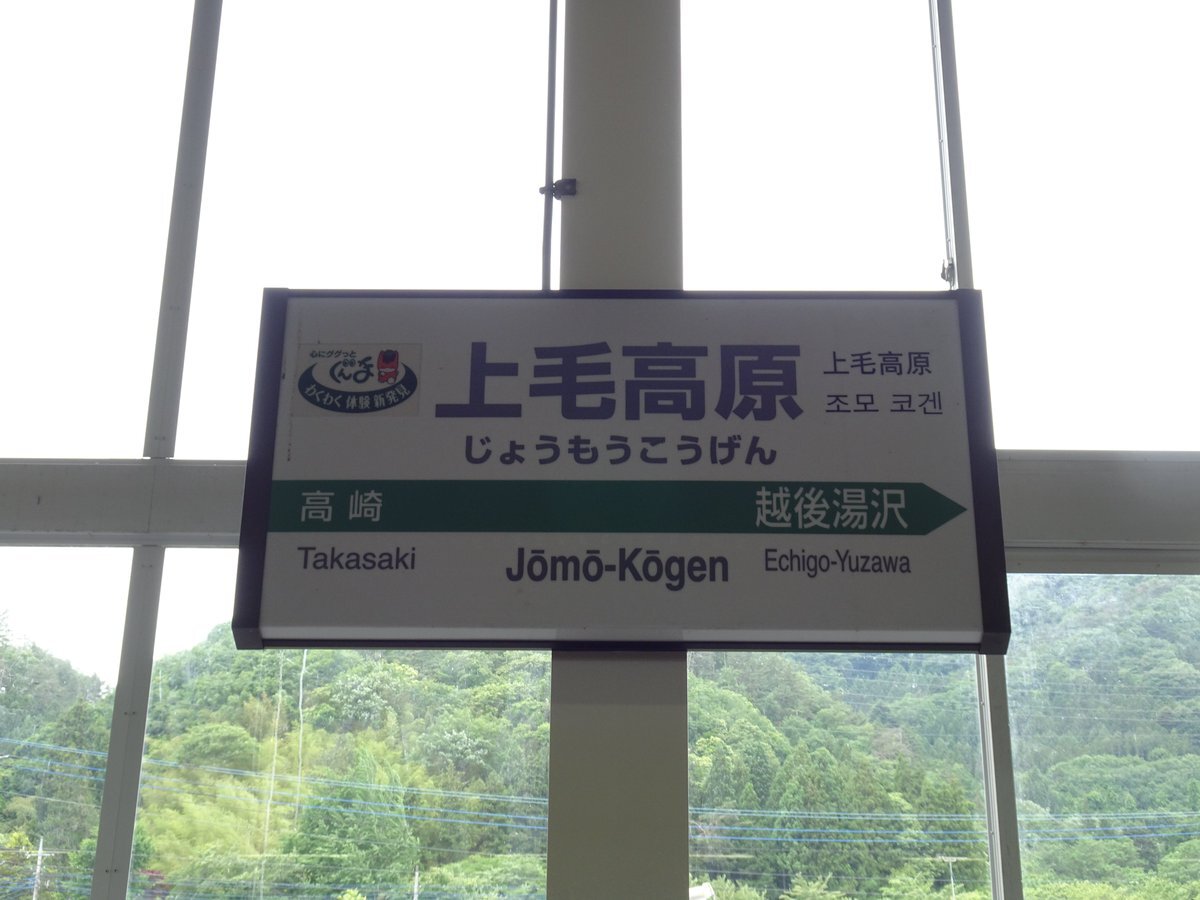 心にググっと
ぐんま
わくわく 体験 新発見
上毛高原
じょうもうこうげん
上毛高原
조모 코겐
高崎
越後湯沢
Takasaki
Jōmō-Kōgen
Echigo-Yuzawa